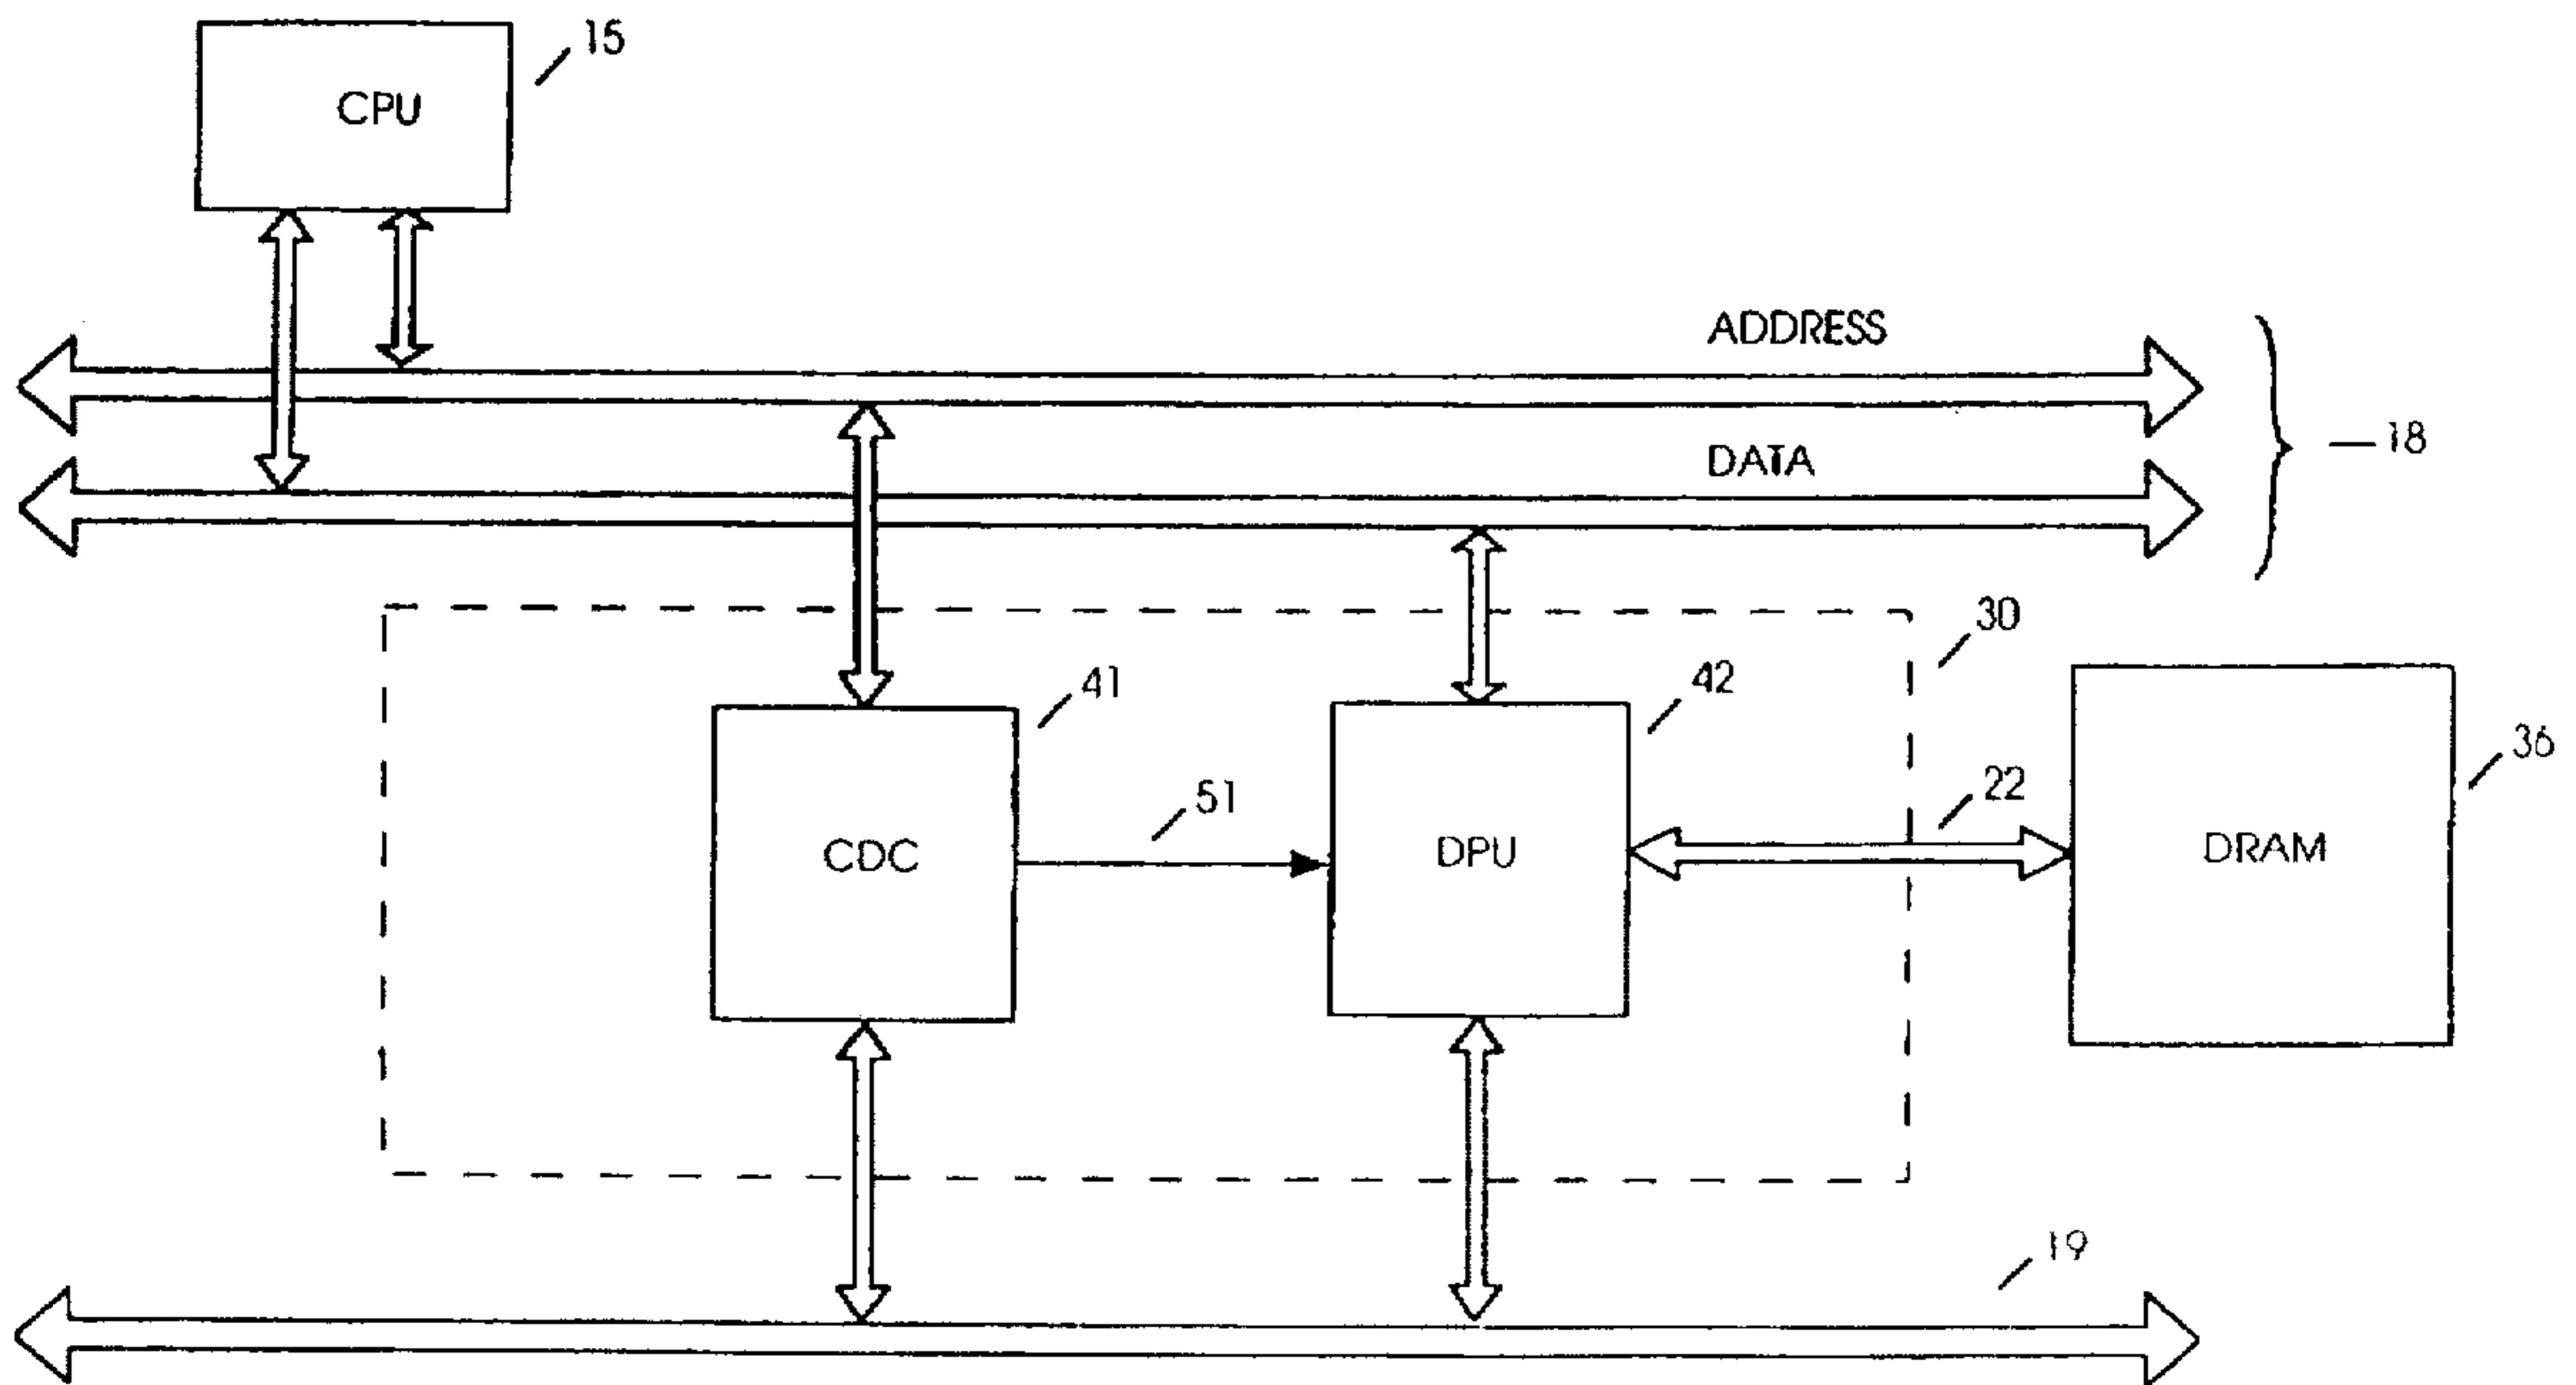 15
CPU
ADDRESS
DATA
18
30
41
42
36
51
22
CDC
DPU
DRAM
19